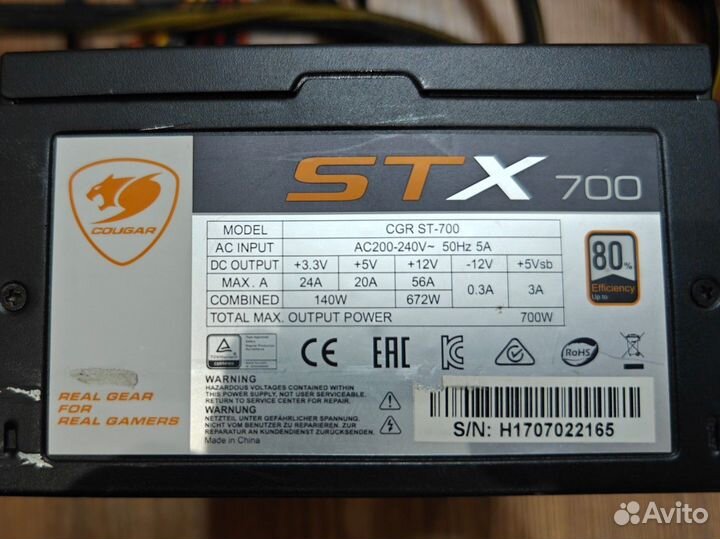 STX 700
COUGAR
MODEL CGR ST-700
AC INPUT AC200-240V~ 50Hz 5A
DC OUTPUT +3.3V +5V +12V -12V +5Vsb
MAX. A 24A 20A 56A 0.3A 3A
COMBINED 140W 672W
TOTAL MAX. OUTPUT POWER 700W
80%
Efficiency
Up to
CE EAC RoHS
WARNING
HAZARDOUS VOLTAGES CONTAINED WITHIN
THIS POWER SUPPLY, NOT USER SERVICEABLE.
RETURN TO SERVICE CENTER FOR REPAIR.
WARNUNG
NETZTEIL UNTER GEFÄHRLICHER SPANNUNG.
NICHT VOM BENUTZER ZU REPARIEREN. ZUR
REPARATUR AN KUNDENDIENST ZURÜCKSENDEN.
Made in China
REAL GEAR
FOR
REAL GAMERS
S/N: H1707022165
Avito